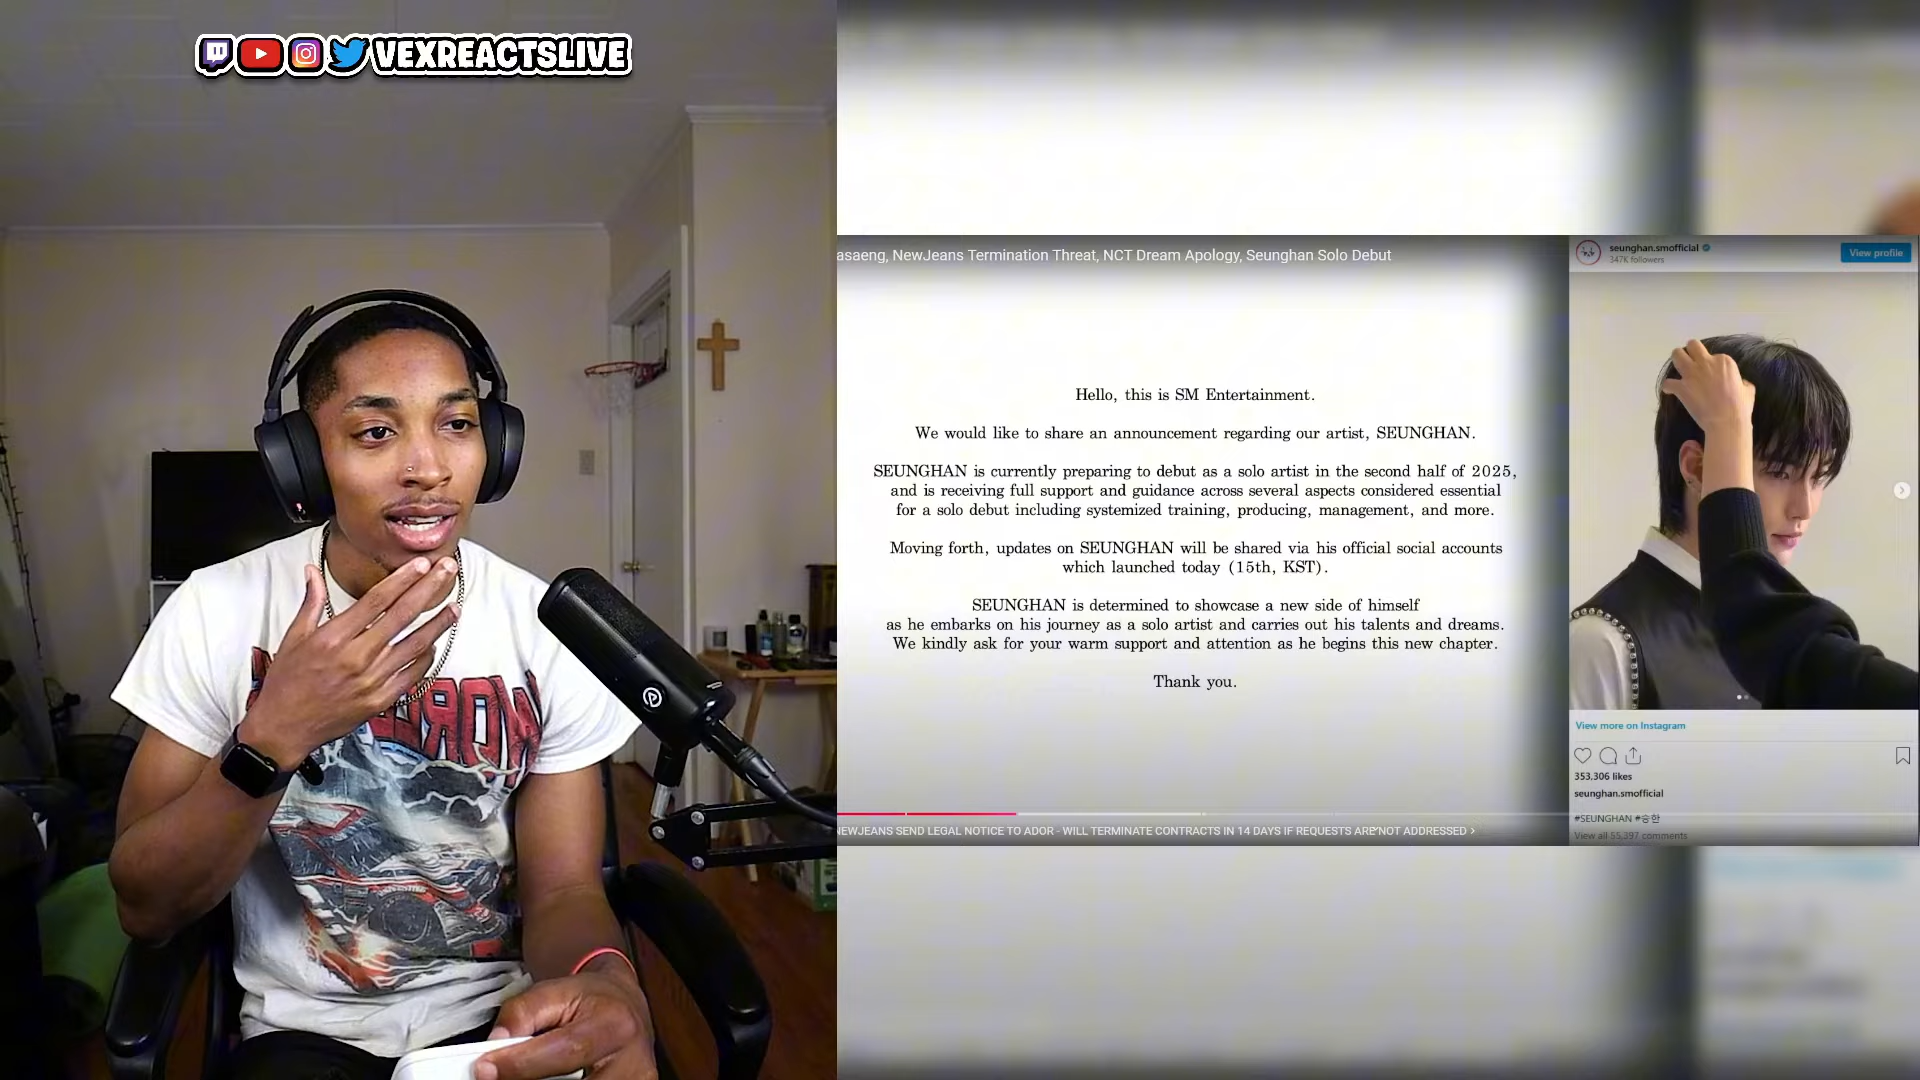 VEXREACTSLIVE
asaeng, NewJeans Termination Threat, NCT Dream Apology, Seunghan Solo Debut
Hello, this is SM Entertainment.
We would like to share an announcement regarding our artist, SEUNGHAN.
SEUNGHAN is currently preparing to debut as a solo artist in the second half of 2025,
and is receiving full support and guidance across several aspects considered essential
for a solo debut including systemized training, producing, management, and more.
Moving forth, updates on SEUNGHAN will be shared via his official social accounts
which launched today (15th, KST).
SEUNGHAN is determined to showcase a new side of himself
as he embarks on his journey as a solo artist and carries out his talents and dreams.
We kindly ask for your warm support and attention as he begins this new chapter.
Thank you.
NEWJEANS SEND LEGAL NOTICE TO ADOR - WILL TERMINATE CONTRACTS IN 14 DAYS IF REQUESTS ARE NOT ADDRESSED >
seunghan.smofficial
347K followers
View profile
View more on Instagram
353,306 likes
seunghan.smofficial
#SEUNGHAN #승한
View all 55,397 comments